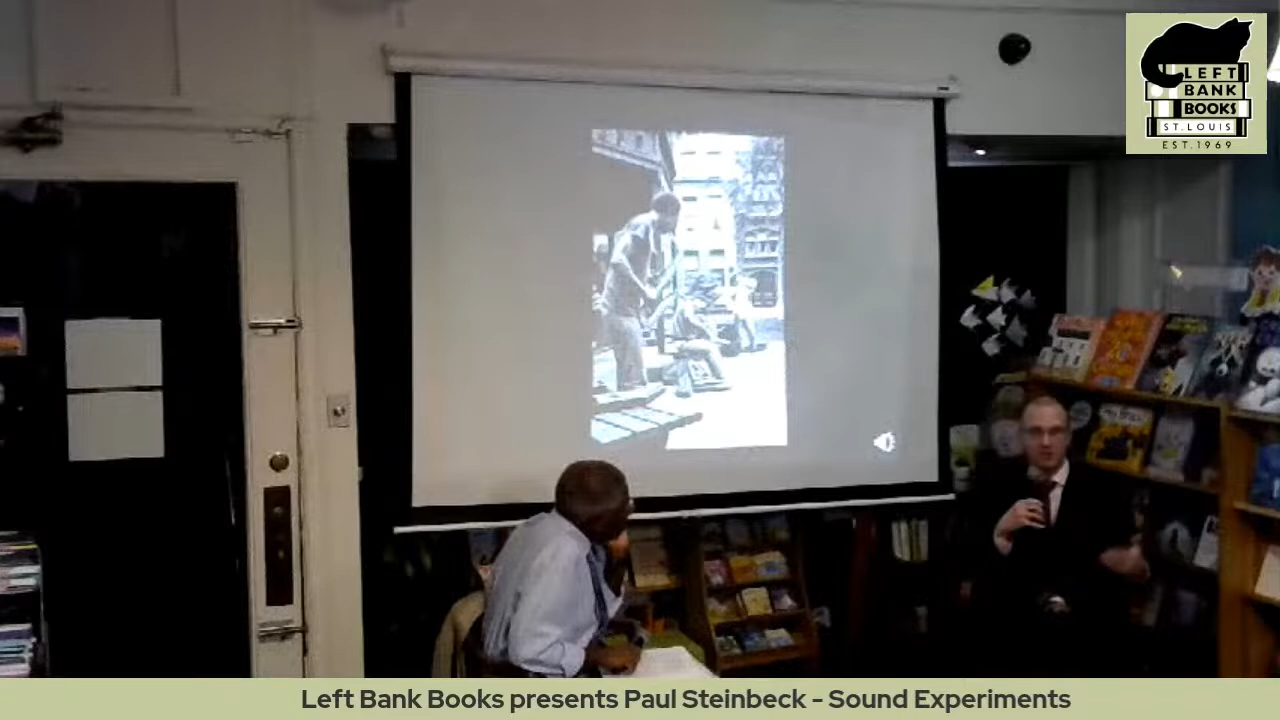 LEFT
BANK
BOOKS
ST. LOUIS
EST. 1969
Left Bank Books presents Paul Steinbeck - Sound Experiments